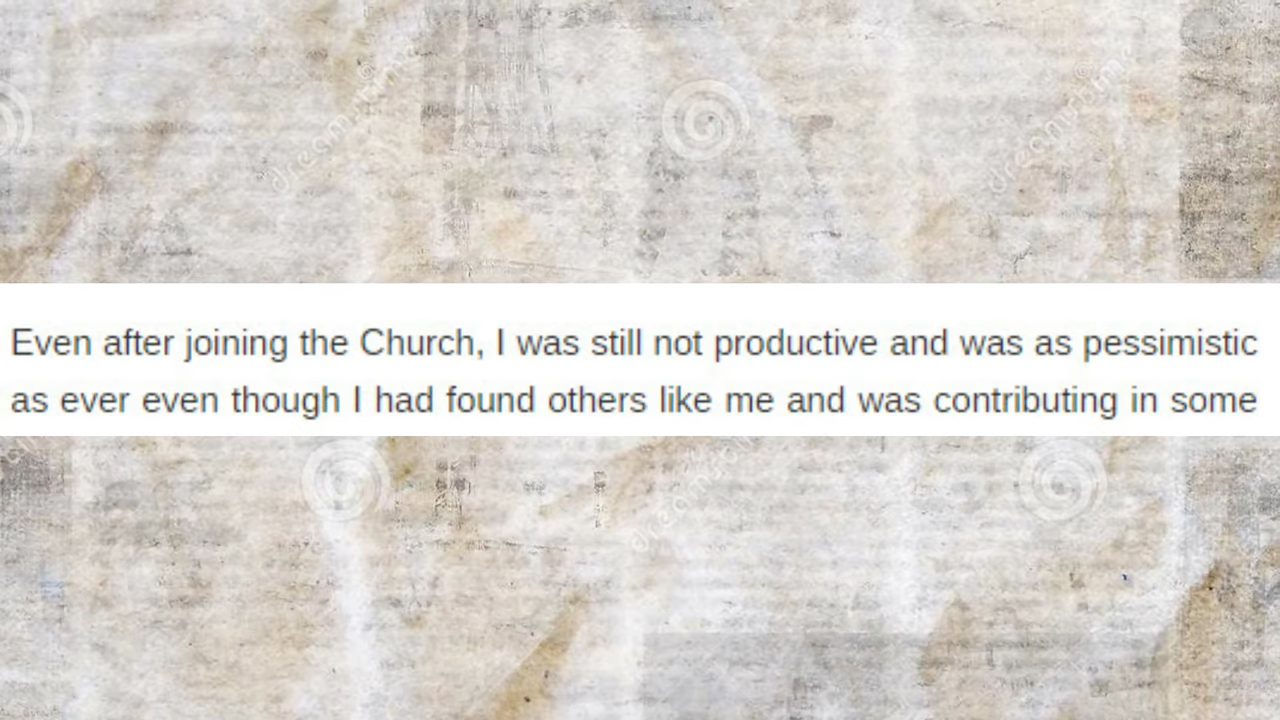 Even after joining the Church, I was still not productive and was as pessimistic
as ever even though I had found others like me and was contributing in some